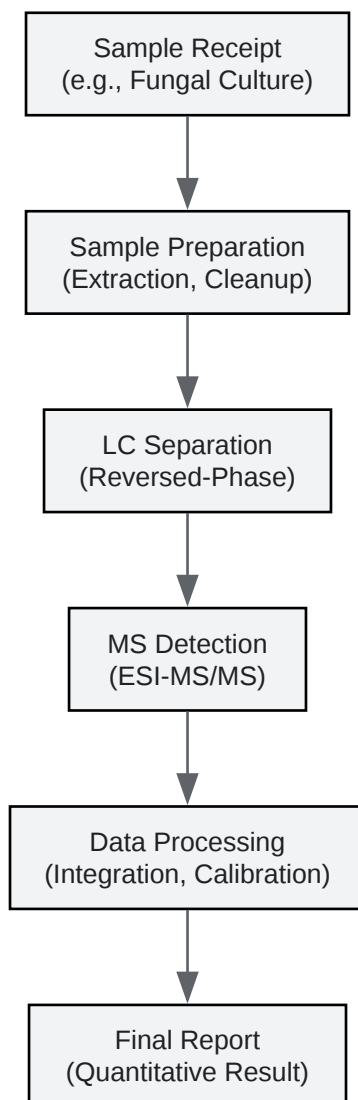 Sample Receipt
(e.g., Fungal Culture)
Sample Preparation
(Extraction, Cleanup)
LC Separation
(Reversed-Phase)
MS Detection
(ESI-MS/MS)
Data Processing
(Integration, Calibration)
Final Report
(Quantitative Result)